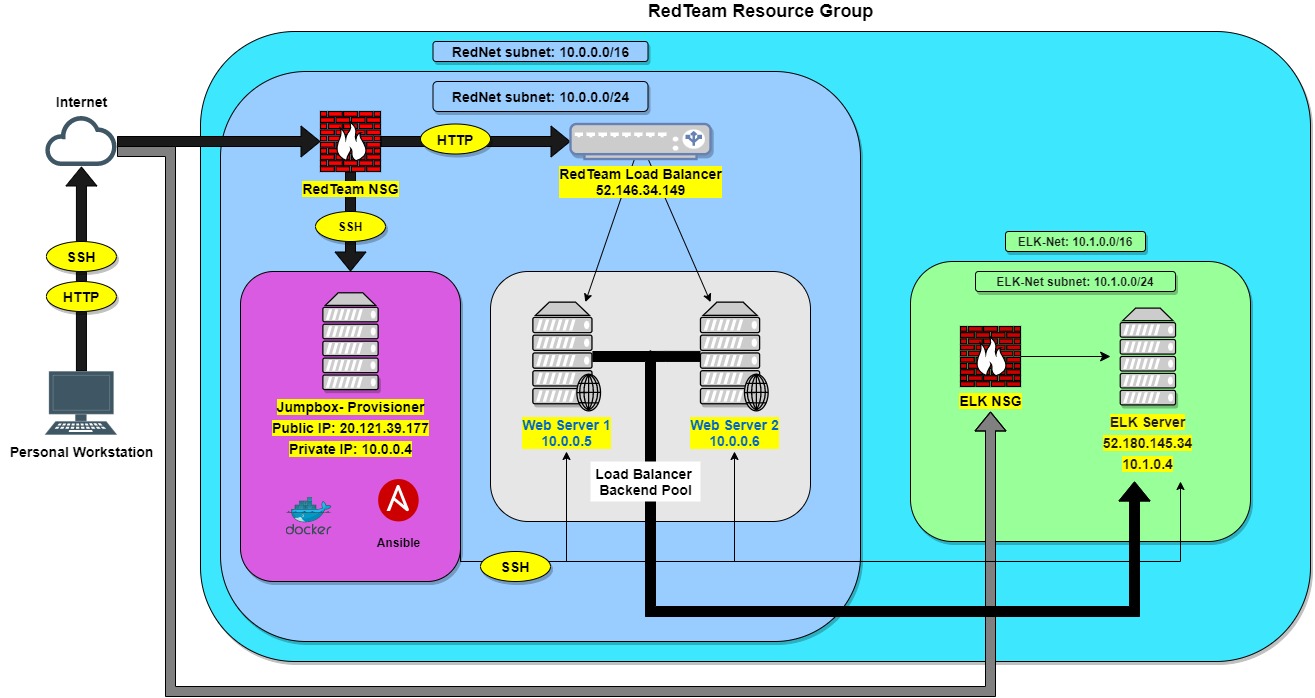 RedTeam Resource Group
RedNet subnet: 10.0.0.0/16
RedNet subnet: 10.0.0.0/24
Internet
HTTP
RedTeam NSG
RedTeam Load Balancer
52.146.34.149
SSH
SSH
HTTP
Personal Workstation
Jumpbox- Provisioner
Public IP: 20.121.39.177
Private IP: 10.0.0.4
docker
Ansible
SSH
Web Server 1
10.0.0.5
Web Server 2
10.0.0.6
Load Balancer
Backend Pool
ELK-Net: 10.1.0.0/16
ELK-Net subnet: 10.1.0.0/24
ELK NSG
ELK Server
52.180.145.34
10.1.0.4